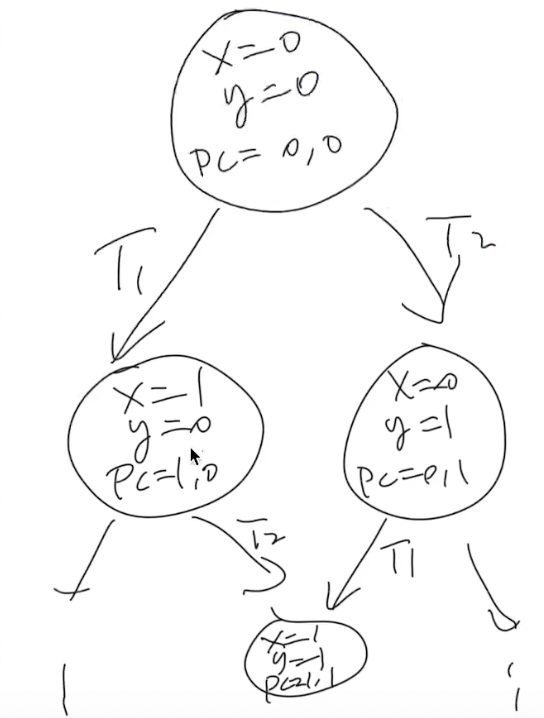 x=0
y=0
PC= 0,0
T1
T2
x=1
y=0
PC=1,0
x=0
y=1
PC=0,1
T2
T1
x=1
y=1
PC=1,1